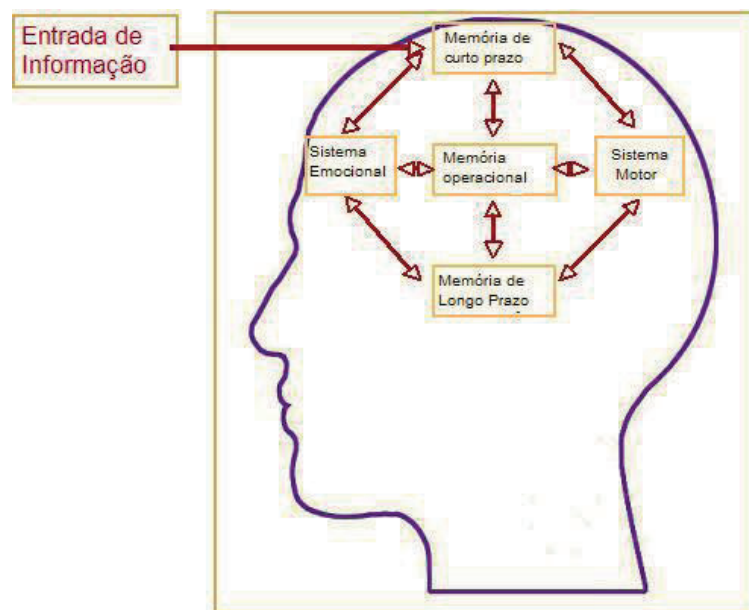 Entrada de
Informação
Memória de
curto prazo
Sistema
Emocional
Memória
operacional
Sistema
Motor
Memória de
Longo Prazo